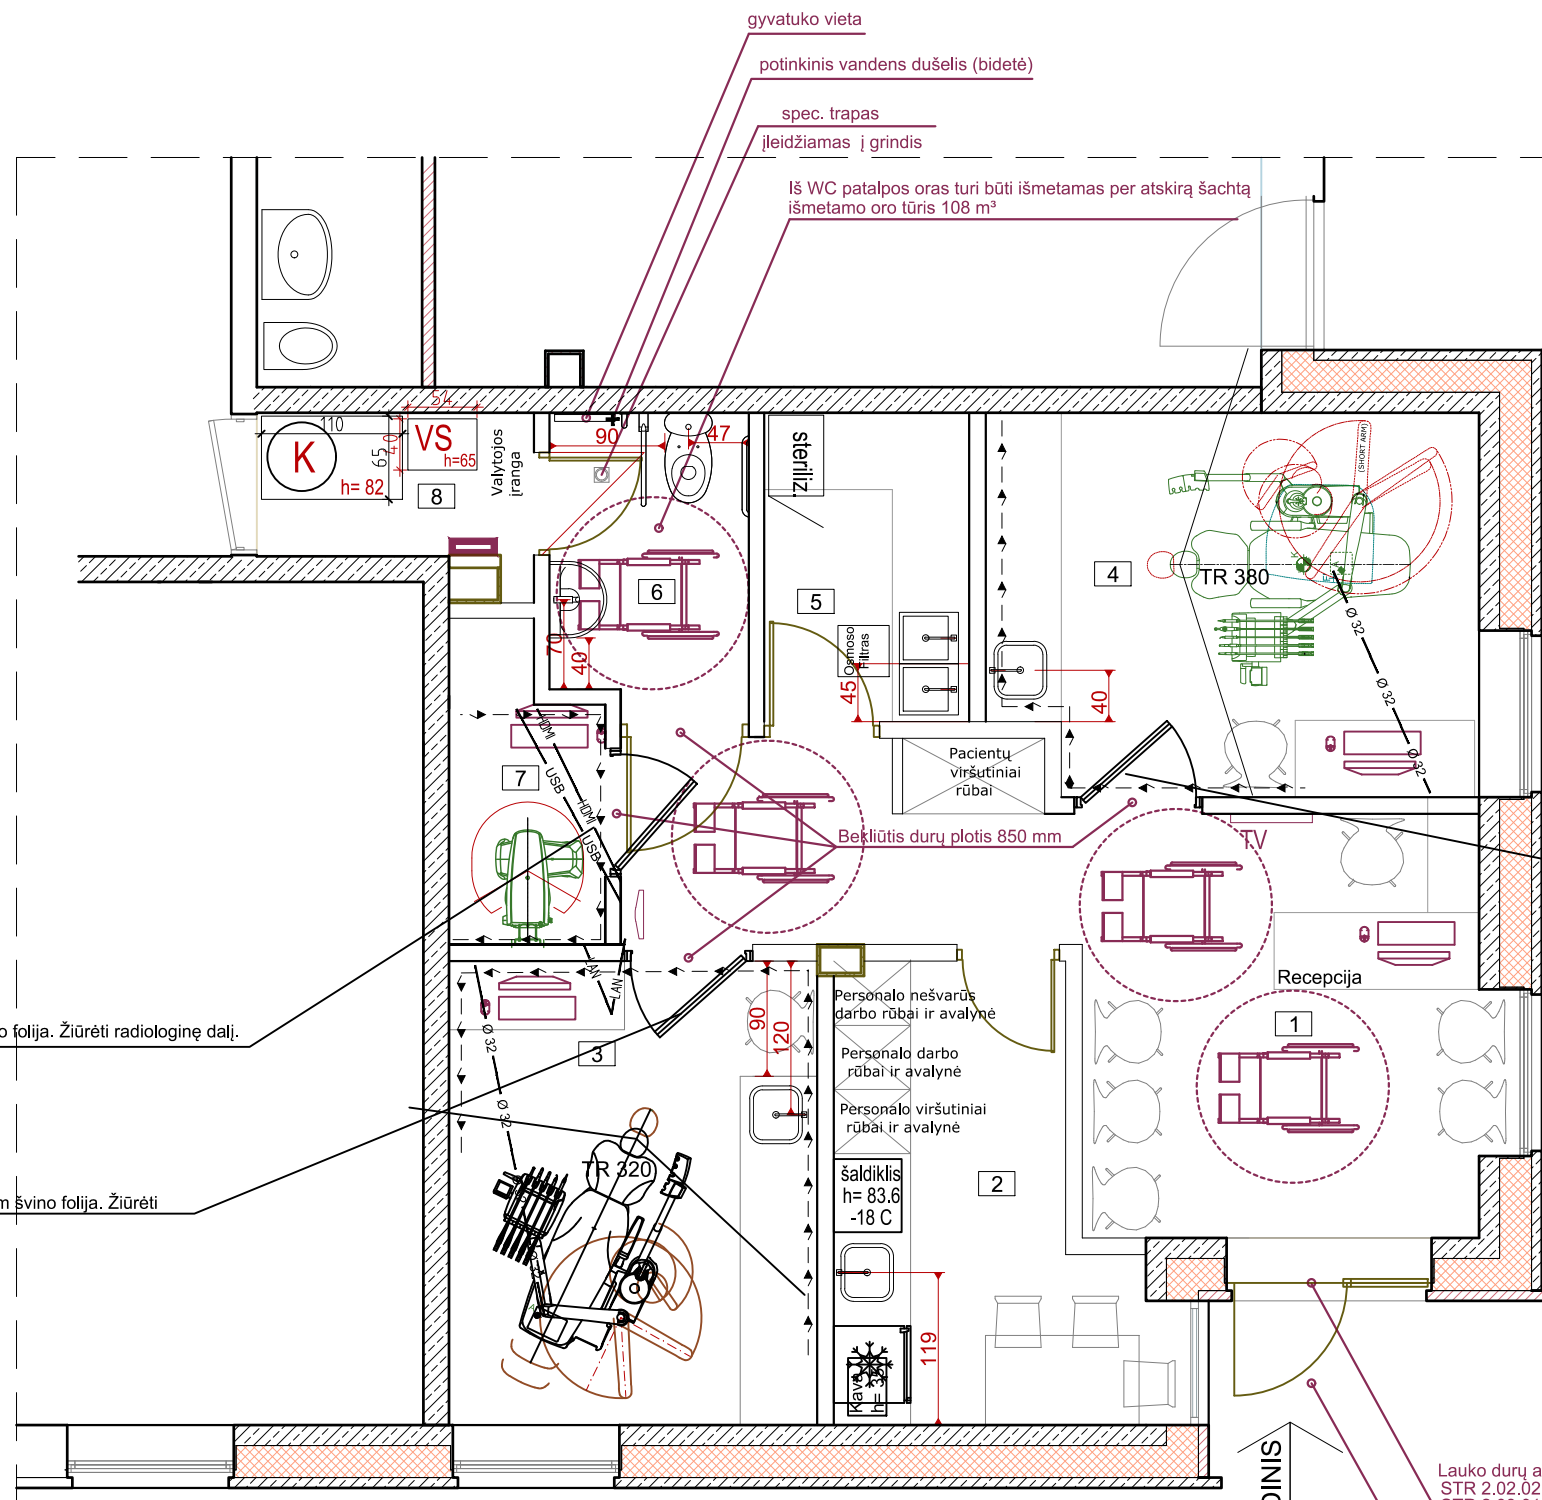 gyvatuko vieta
potinkinis vandens dušelis (bidetė)
spec. trapas
įleidžiamas į grindis
Iš WC patalpos oras turi būti išmetamas per atskirą šachtą
išmetamo oro tūris 108 m³
54
110
K
65
40
VS
h=65
h= 82
8
Valytojos
įranga
90
47
steriliz.
(SHORT ARM)
6
5
4
TR 380
K
A
E
70
40
Osmoso
Filtras
45
40
Ø 32
Ø 32
Ø 32
HDMI
USB
7
HDMI
USB
Pacientų
viršutiniai
rūbai
Bekliūtis durų plotis 850 mm
TV
Recepcija
1
LAN
LAN
o folija. Žiūrėti radiologinę dalį.
Ø 32
3
90
120
Personalo nešvarūs
darbo rūbai ir avalynė
Personalo darbo
rūbai ir avalynė
Personalo viršutiniai
rūbai ir avalynė
Ø 32
TR 320
šaldiklis
h= 83.6
-18 C
2
m švino folija. Žiūrėti
119
Kava
DINIS
Lauko durų a
STR 2.02.02